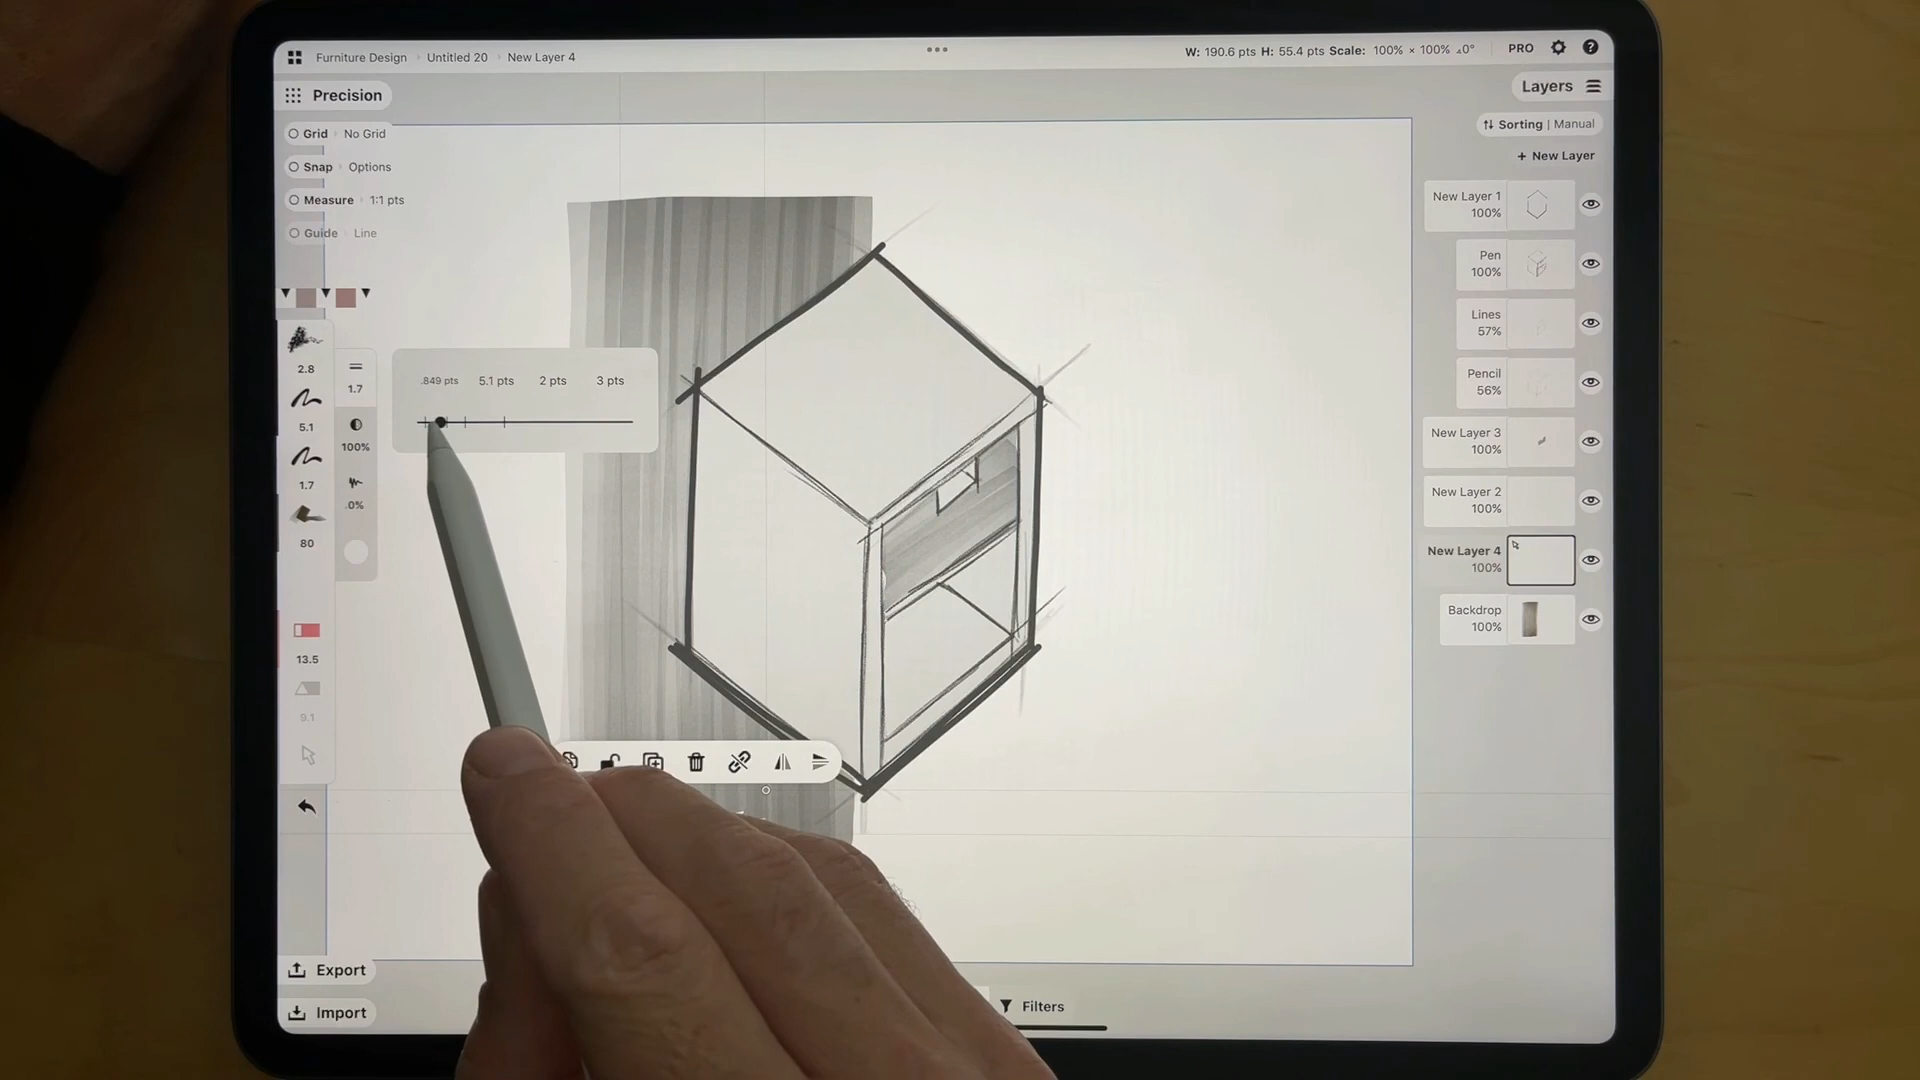 Furniture Design › Untitled 20 › New Layer 4
W: 190.6 pts H: 55.4 pts Scale: 100% × 100% ⊿0°
PRO
Precision
Grid › No Grid
Snap › Options
Measure › 1:1 pts
Guide › Line
2.8
5.1
1.7
80
13.5
9.1
1.7
100%
.0%
.849 pts 5.1 pts 2 pts 3 pts
Export
Import
Filters
Layers
Sorting | Manual
+ New Layer
New Layer 1
100%
Pen
100%
Lines
57%
Pencil
56%
New Layer 3
100%
New Layer 2
100%
New Layer 4
100%
Backdrop
100%